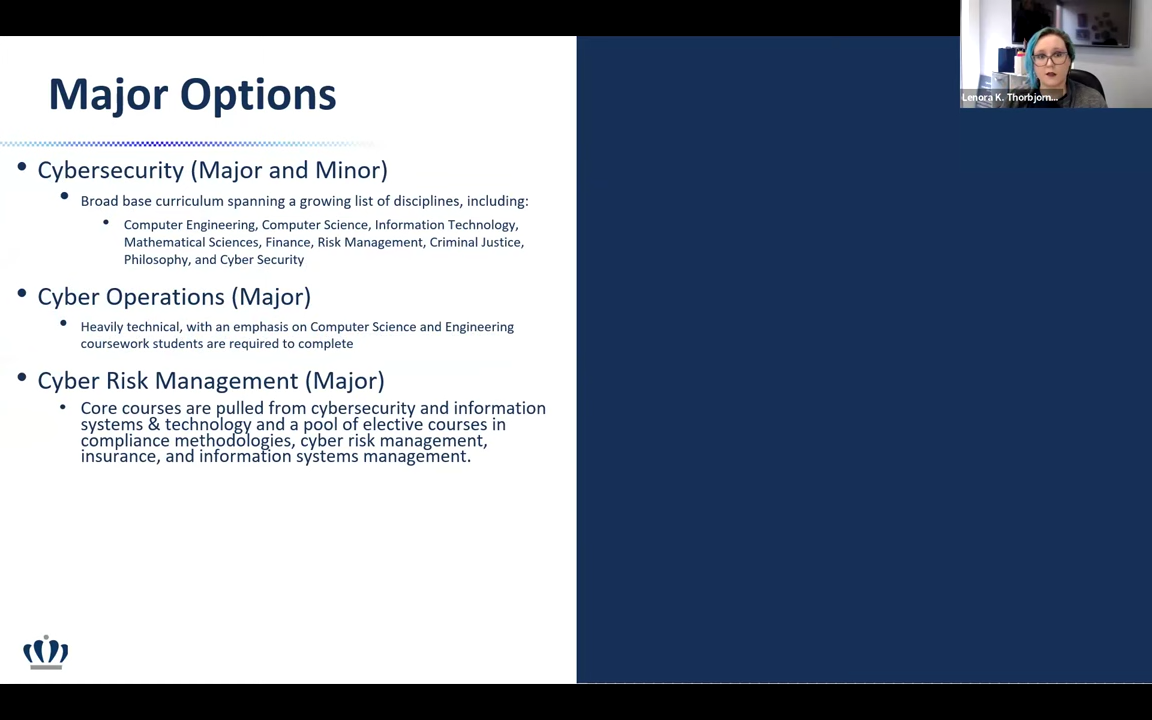 Lenora K. Thorbjorn...
Major Options
• Cybersecurity (Major and Minor)
• Broad base curriculum spanning a growing list of disciplines, including:
• Computer Engineering, Computer Science, Information Technology,
Mathematical Sciences, Finance, Risk Management, Criminal Justice,
Philosophy, and Cyber Security
• Cyber Operations (Major)
• Heavily technical, with an emphasis on Computer Science and Engineering
coursework students are required to complete
• Cyber Risk Management (Major)
• Core courses are pulled from cybersecurity and information
systems & technology and a pool of elective courses in
compliance methodologies, cyber risk management,
insurance, and information systems management.